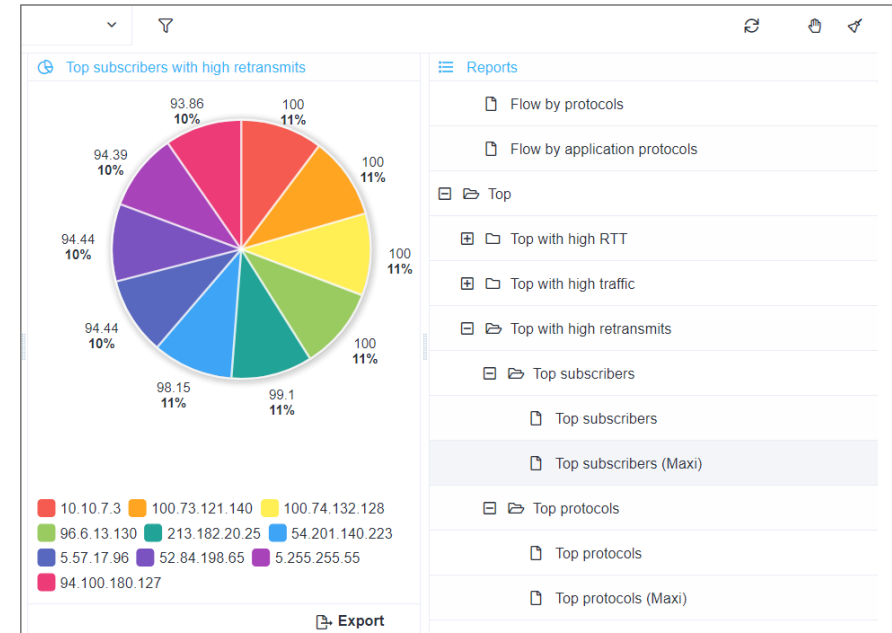 Top subscribers with high retransmits
93.86
10%
100
11%
94.39
10%
100
11%
94.44
10%
100
11%
94.44
10%
100
11%
98.15
11%
99.1
11%
10.10.7.3 100.73.121.140 100.74.132.128
96.6.13.130 213.182.20.25 54.201.140.223
5.57.17.96 52.84.198.65 5.255.255.55
94.100.180.127
Export
Reports
Flow by protocols
Flow by application protocols
Top
Top with high RTT
Top with high traffic
Top with high retransmits
Top subscribers
Top subscribers
Top subscribers (Maxi)
Top protocols
Top protocols
Top protocols (Maxi)